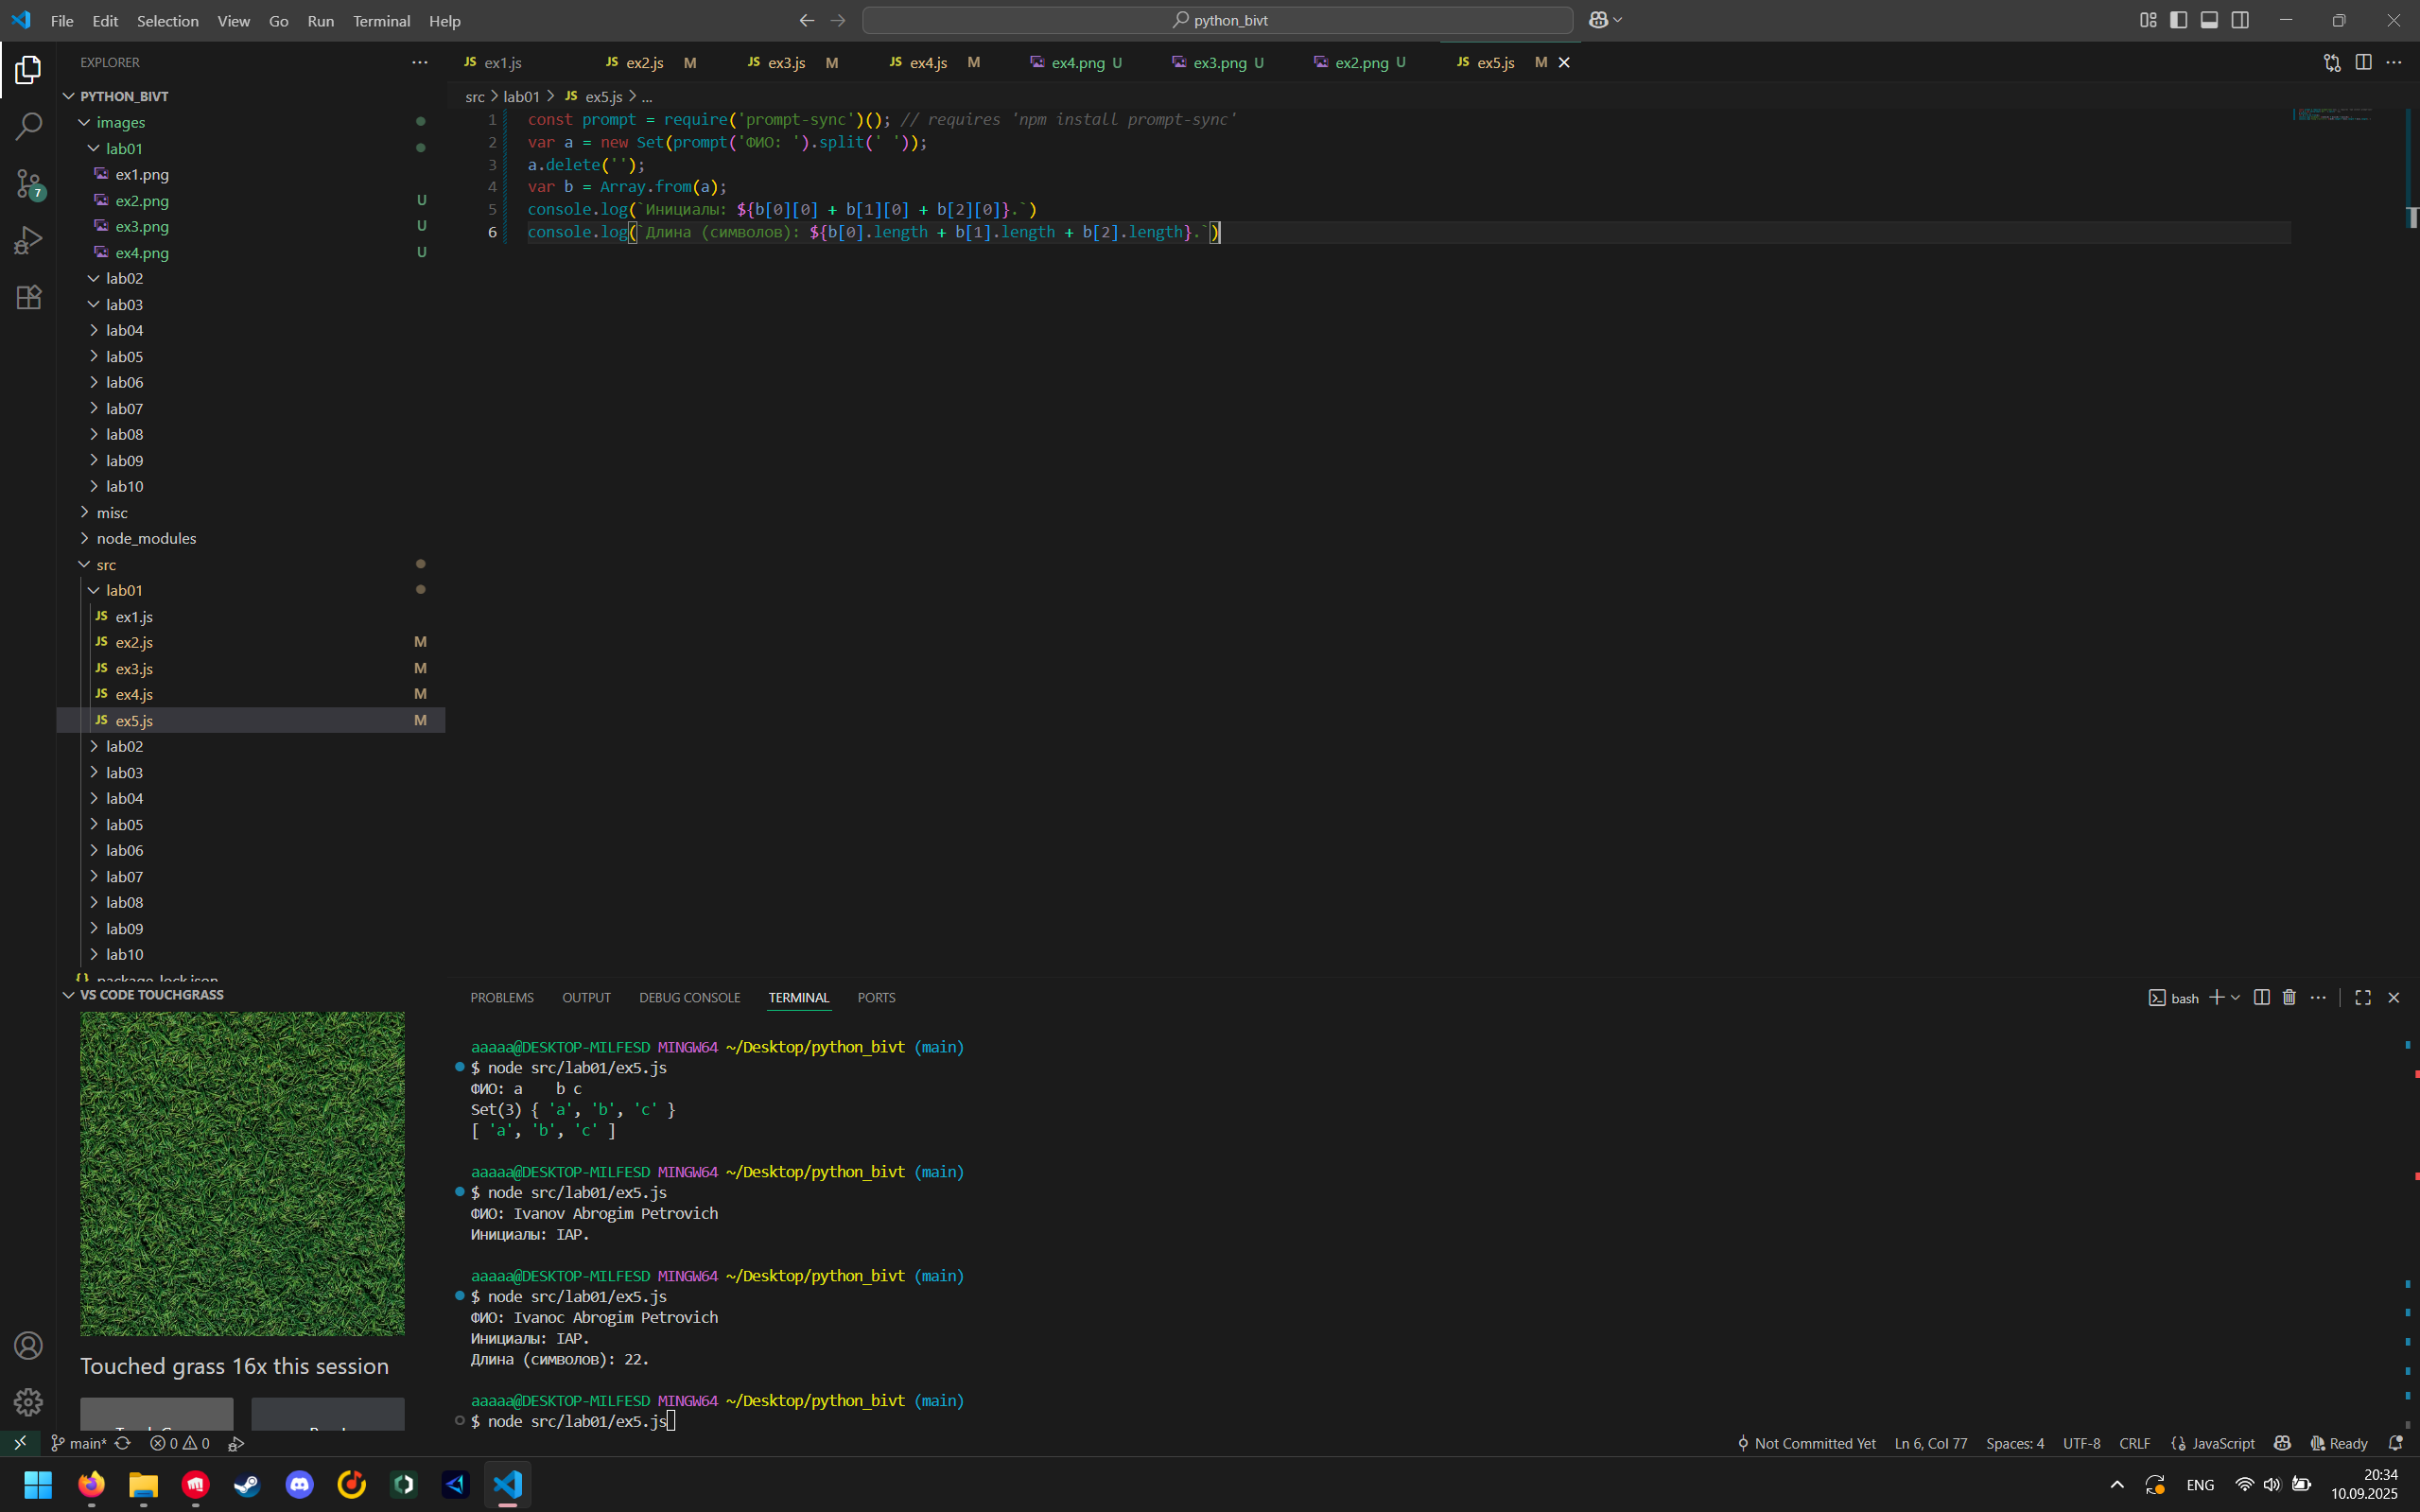 File Edit Selection View Go Run Terminal Help
python_bivt
EXPLORER
ex1.js
ex2.js M
ex3.js M
ex4.js M
ex4.png U
ex3.png U
ex2.png U
ex5.js M
PYTHON_BIVT
images
lab01
ex1.png
ex2.png U
ex3.png U
ex4.png U
lab02
lab03
lab04
lab05
lab06
lab07
lab08
lab09
lab10
misc
node_modules
src
lab01
JS ex1.js
JS ex2.js M
JS ex3.js M
JS ex4.js M
JS ex5.js M
lab02
lab03
lab04
lab05
lab06
lab07
lab08
lab09
lab10
package-lock.json
7
src > lab01 > JS ex5.js > ...
1 const prompt = require('prompt-sync')(); // requires 'npm install prompt-sync'
2 var a = new Set(prompt('ФИО: ').split(' '));
3 a.delete('');
4 var b = Array.from(a);
5 console.log(`Инициалы: ${b[0][0] + b[1][0] + b[2][0]}.`)
6 console.log(`Длина (символов): ${b[0].length + b[1].length + b[2].length}.`)
VS CODE TOUCHGRASS
Touched grass 16x this session
PROBLEMS OUTPUT DEBUG CONSOLE TERMINAL PORTS
bash
aaaaa@DESKTOP-MILFESD MINGW64 ~/Desktop/python_bivt (main)
$ node src/lab01/ex5.js
ФИО: a    b c
Set(3) { 'a', 'b', 'c' }
[ 'a', 'b', 'c' ]
aaaaa@DESKTOP-MILFESD MINGW64 ~/Desktop/python_bivt (main)
$ node src/lab01/ex5.js
ФИО: Ivanov Abrogim Petrovich
Инициалы: IAP.
aaaaa@DESKTOP-MILFESD MINGW64 ~/Desktop/python_bivt (main)
$ node src/lab01/ex5.js
ФИО: Ivanoc Abrogim Petrovich
Инициалы: IAP.
Длина (символов): 22.
aaaaa@DESKTOP-MILFESD MINGW64 ~/Desktop/python_bivt (main)
$ node src/lab01/ex5.js
main* 0 0
Not Committed Yet Ln 6, Col 77 Spaces: 4 UTF-8 CRLF {} JavaScript Ready
ENG
20:34
10.09.2025